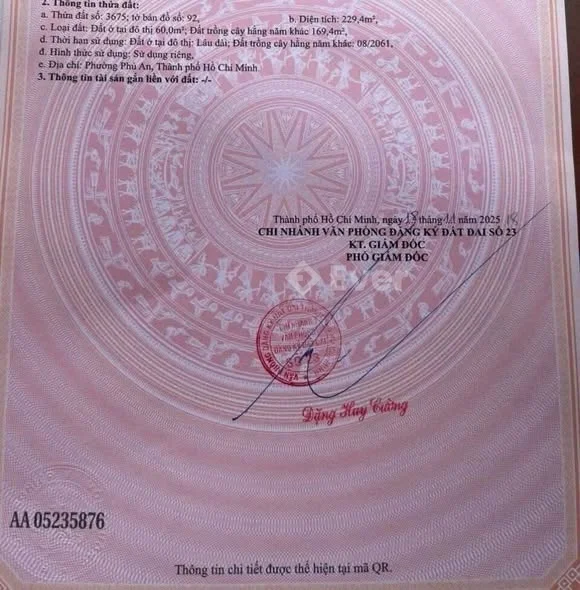 2. Thông tin thửa đất:
a. Thửa đất số: 3675; tờ bản đồ số: 92, b. Diện tích: 229,4m²,
c. Loại đất: Đất ở tại đô thị 60,0m²; Đất trồng cây hằng năm khác 169,4m²,
d. Thời hạn sử dụng: Đất ở tại đô thị: Lâu dài; Đất trồng cây hằng năm khác: 08/2061,
đ. Hình thức sử dụng: Sử dụng riêng,
e. Địa chỉ: Phường Phú An, Thành phố Hồ Chí Minh.
3. Thông tin tài sản gắn liền với đất: -/-
Thành phố Hồ Chí Minh, ngày tháng 11 năm 2025
CHI NHÁNH VĂN PHÒNG ĐĂNG KÝ ĐẤT ĐAI SỐ 23
KT. GIÁM ĐỐC
PHÓ GIÁM ĐỐC
Ever
Đặng Huy Cường
AA 05235876
Thông tin chi tiết được thể hiện tại mã QR.